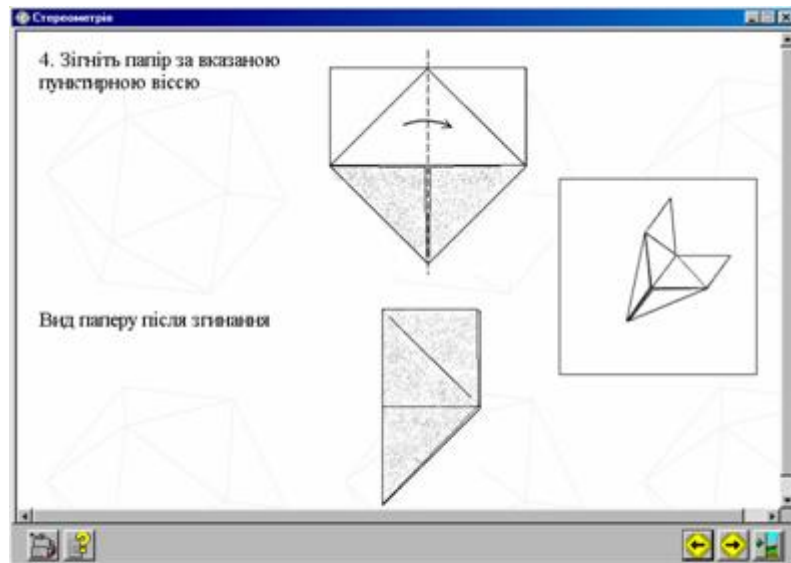 Стереометрія
4. Зігніть папір за вказаною
пунктирною віссю
Вид паперу після згинання